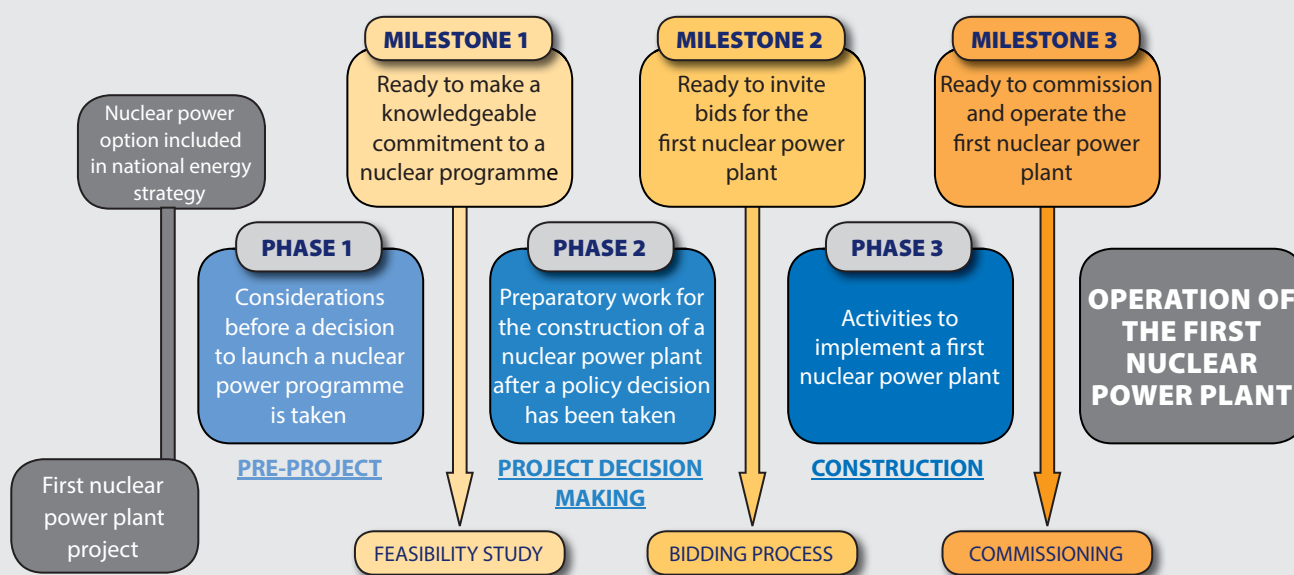 MILESTONE 1
Ready to make a
knowledgeable
commitment to a
nuclear programme
MILESTONE 2
Ready to invite
bids for the
first nuclear power
plant
MILESTONE 3
Ready to commission
and operate the
first nuclear power
plant
Nuclear power
option included
in national energy
strategy
PHASE 1
Considerations
before a decision
to launch a nuclear
power programme
is taken
PRE-PROJECT
PHASE 2
Preparatory work for
the construction of a
nuclear power plant
after a policy decision
has been taken
PROJECT DECISION
MAKING
PHASE 3
Activities to
implement a first
nuclear power plant
CONSTRUCTION
OPERATION OF
THE FIRST
NUCLEAR
POWER PLANT
First nuclear
power plant
project
FEASIBILITY STUDY
BIDDING PROCESS
COMMISSIONING